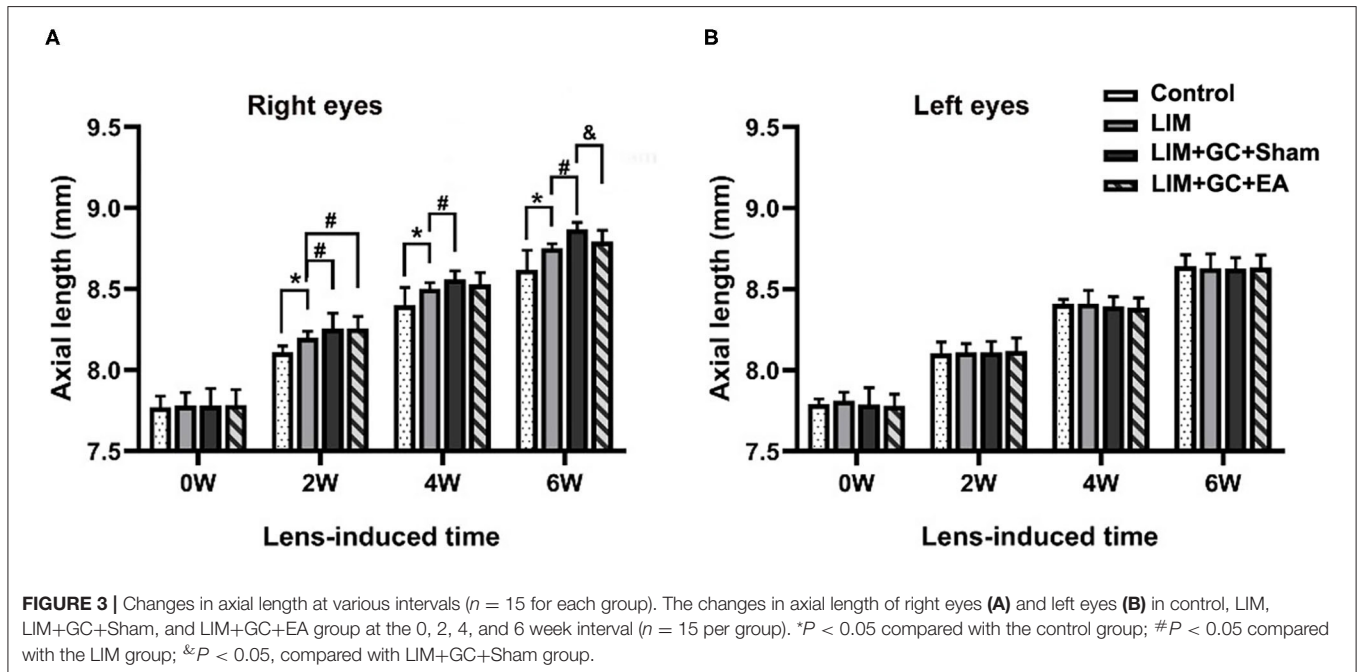 A
B
Right eyes
Left eyes
Control
LIM
LIM+GC+Sham
LIM+GC+EA
Axial length (mm)
9.5
9.0
8.5
8.0
7.5
*
#
#
*
#
*
#
&
0W
2W
4W
6W
Lens-induced time
Axial length (mm)
9.5
9.0
8.5
8.0
7.5
0W
2W
4W
6W
Lens-induced time
FIGURE 3 | Changes in axial length at various intervals (n = 15 for each group). The changes in axial length of right eyes (A) and left eyes (B) in control, LIM,
LIM+GC+Sham, and LIM+GC+EA group at the 0, 2, 4, and 6 week interval (n = 15 per group). *P < 0.05 compared with the control group; #P < 0.05 compared
with the LIM group; &P < 0.05, compared with LIM+GC+Sham group.